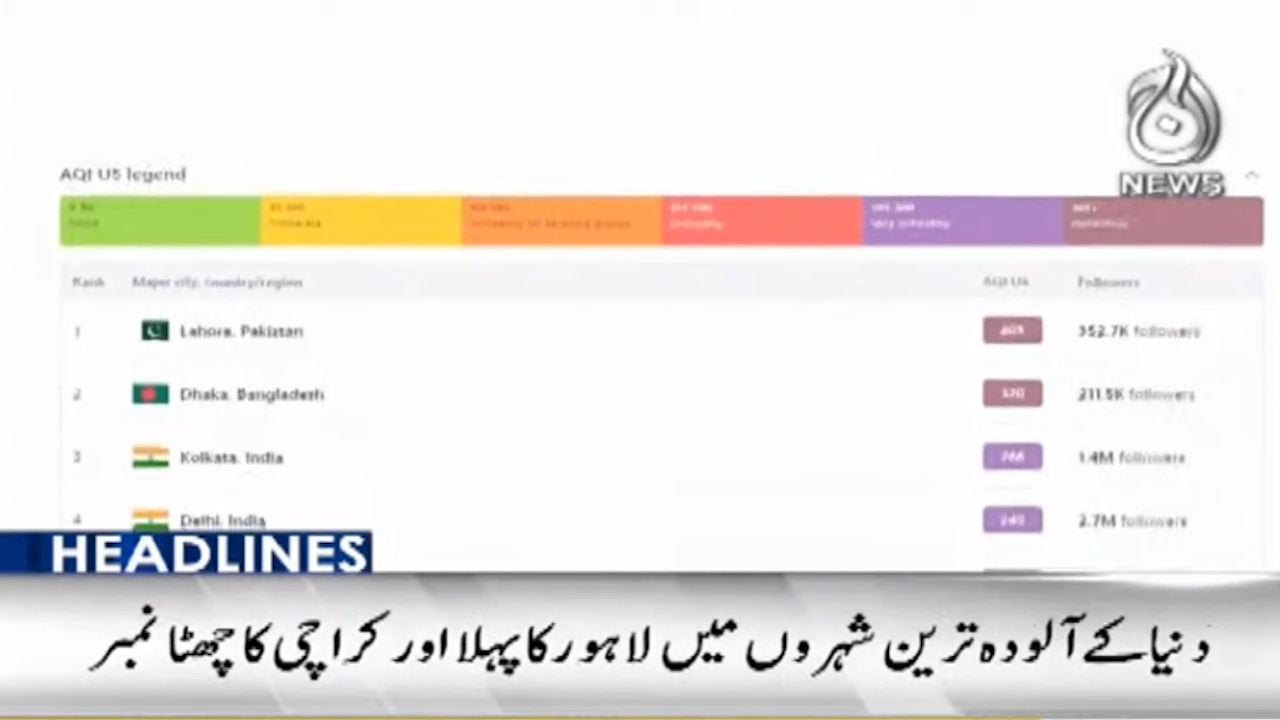 NEWS
AQI US legend
Rank Major city, country/region AQI US Followers
1 Lahore, Pakistan 352.7K followers
2 Dhaka, Bangladesh 211.5K followers
3 Kolkata, India 1.4M followers
4 Delhi, India 2.7M followers
HEADLINES
دنیا کے آلودہ ترین شہروں میں لاہور کا پہلا اور کراچی کا چھٹا نمبر